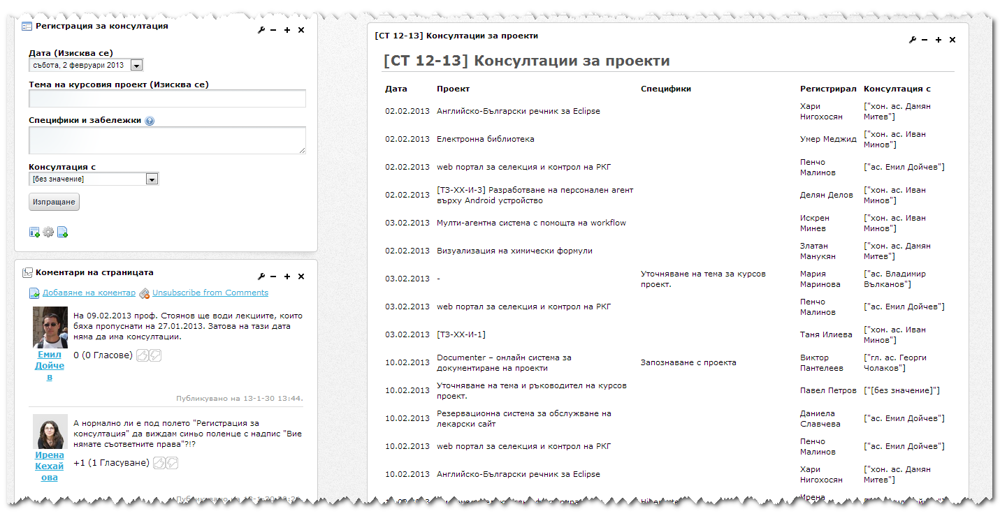 Регистрация за консултация
Дата (Изисква се)
събота, 2 февруари 2013
Тема на курсовия проект (Изисква се)
Специфики и забележки
Консултация с
[без значение]
Изпращане
Коментари на страницата
Добавяне на коментар Unsubscribe from Comments
На 09.02.2013 проф. Стоянов ще води лекциите, които
бяха пропуснати на 27.01.2013. Затова на тази дата
няма да има консултации.
0 (0 Гласове)
Емил
Дойче
в
Публикувано на 13-1-30 13:44.
А нормално ли е под полето "Регистрация за
консултация" да виждам синьо поленце с надпис "Вие
нямате съответните права"?!?
+1 (1 Гласуване)
Ирена
Кехай
ова
[СТ 12-13] Консултации за проекти
[СТ 12-13] Консултации за проекти
Дата Проект Специфики Регистрирал Консултация с
02.02.2013 Английско-Български речник за Eclipse Хари Нигохосян ["хон. ас. Дамян Митев"]
02.02.2013 Електронна библиотека Умер Меджид ["хон. ас. Иван Минов"]
02.02.2013 web портал за селекция и контрол на РКГ Пенчо Малинов ["ас. Емил Дойчев"]
02.02.2013 [ТЗ-ХХ-И-3] Разработване на персонален агент върху Android устройство Делян Делов ["хон. ас. Иван Минов"]
03.02.2013 Мулти-агентна система с помощта на workflow Искрен Минев ["хон. ас. Иван Минов"]
02.02.2013 Визуализация на химически формули Златан Манукян ["хон. ас. Дамян Митев"]
03.02.2013 - Уточняване на тема за курсов проект. Мария Маринова ["ас. Владимир Вълканов"]
03.02.2013 web портал за селекция и контрол на РКГ Пенчо Малинов ["ас. Емил Дойчев"]
03.02.2013 [ТЗ-ХХ-И-1] Таня Илиева ["хон. ас. Иван Минов"]
10.02.2013 Documenter – онлайн система за документиране на проекти Запознаване с проекта Виктор Пантелеев ["гл. ас. Георги Чолаков"]
10.02.2013 Уточняване на тема и ръководител на курсов проект. Павел Петров ["[без значение]"]
10.02.2013 Резервационна система за обслужване на лекарски сайт Даниела Славчева ["ас. Емил Дойчев"]
10.02.2013 web портал за селекция и контрол на РКГ Пенчо Малинов ["ас. Емил Дойчев"]
10.02.2013 Английско-Български речник за Eclipse Хари Нигохосян ["хон. ас. Дамян Митев"]
Ирена